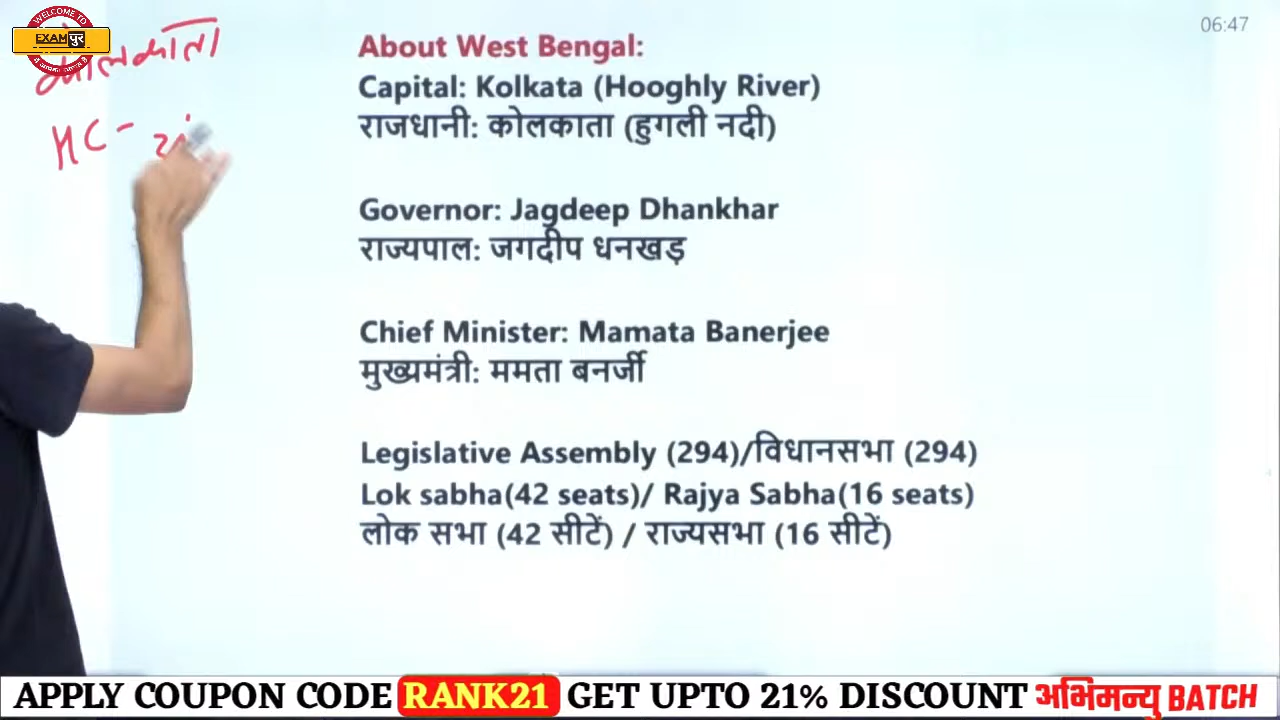 WELCOME TO
EXAMपुर
06:47
कोलकाता
HC -
About West Bengal:
Capital: Kolkata (Hooghly River)
राजधानी: कोलकाता (हुगली नदी)
Governor: Jagdeep Dhankhar
राज्यपाल: जगदीप धनखड़
Chief Minister: Mamata Banerjee
मुख्यमंत्री: ममता बनर्जी
Legislative Assembly (294)/विधानसभा (294)
Lok sabha(42 seats)/ Rajya Sabha(16 seats)
लोक सभा (42 सीटें) / राज्यसभा (16 सीटें)
APPLY COUPON CODE RANK21 GET UPTO 21% DISCOUNT अभिमन्यु BATCH